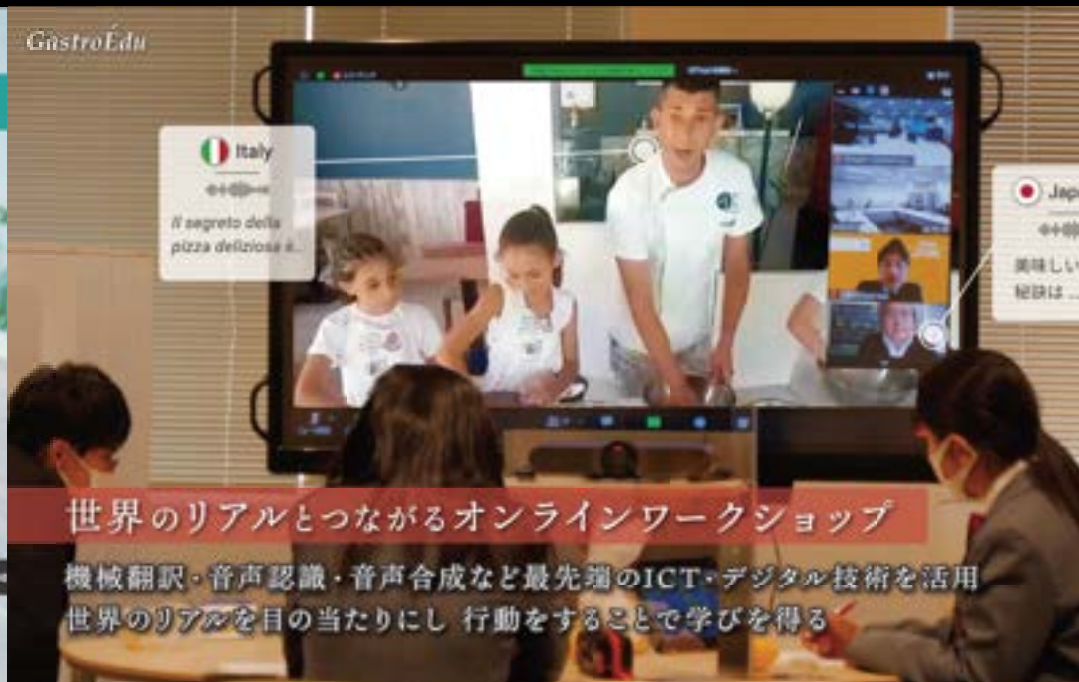 GastroÉdu
Italy
Il segreto della
pizza deliziosa è...
Jap
美味しい
秘訣は ...
世界のリアルとつながるオンラインワークショップ
機械翻訳・音声認識・音声合成など最先端のICT・デジタル技術を活用
世界のリアルを目の当たりにし 行動をすることで学びを得る